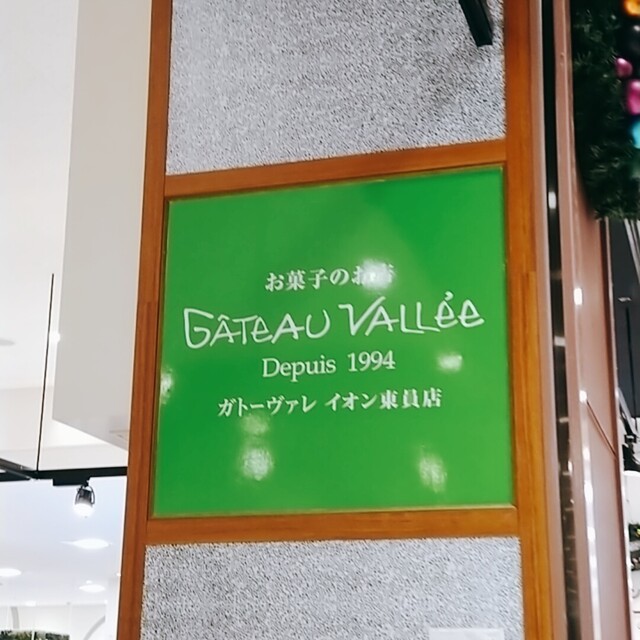 お菓子のお店
GÂTEAU VALLÉE
Depuis 1994
ガトーヴァレ イオン東員店